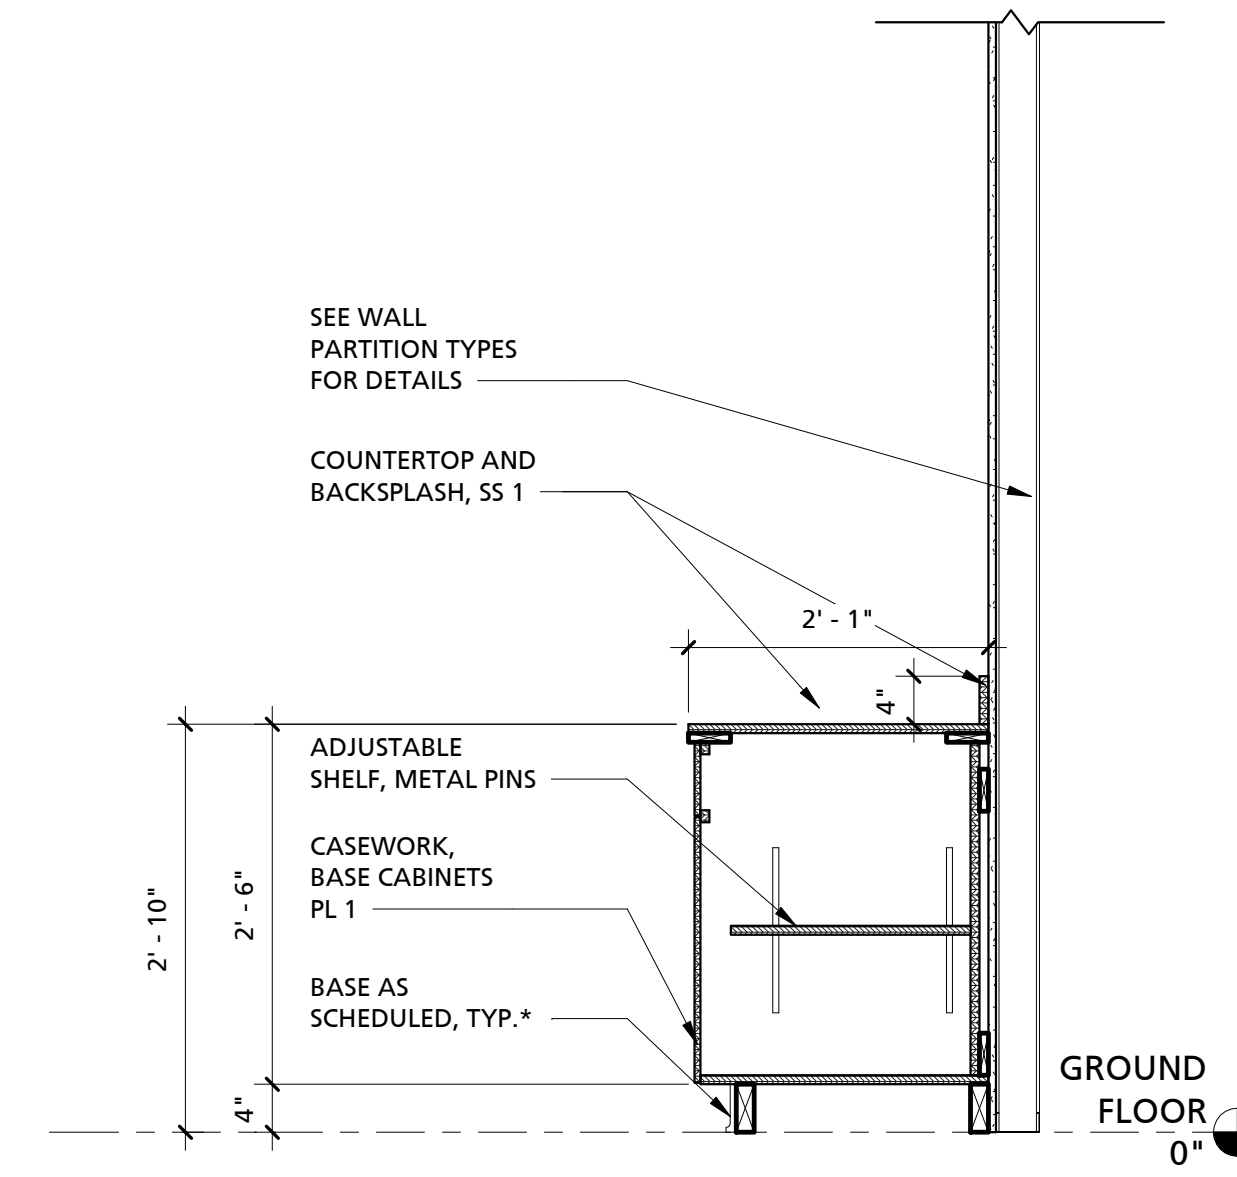 SEE WALL
PARTITION TYPES
FOR DETAILS
COUNTERTOP AND
BACKSPLASH, SS 1
2' - 1"
4"
ADJUSTABLE
SHELF, METAL PINS
CASEWORK,
BASE CABINETS
PL 1
2' - 10"
2' - 6"
BASE AS
SCHEDULED, TYP.*
4"
GROUND
FLOOR
0"